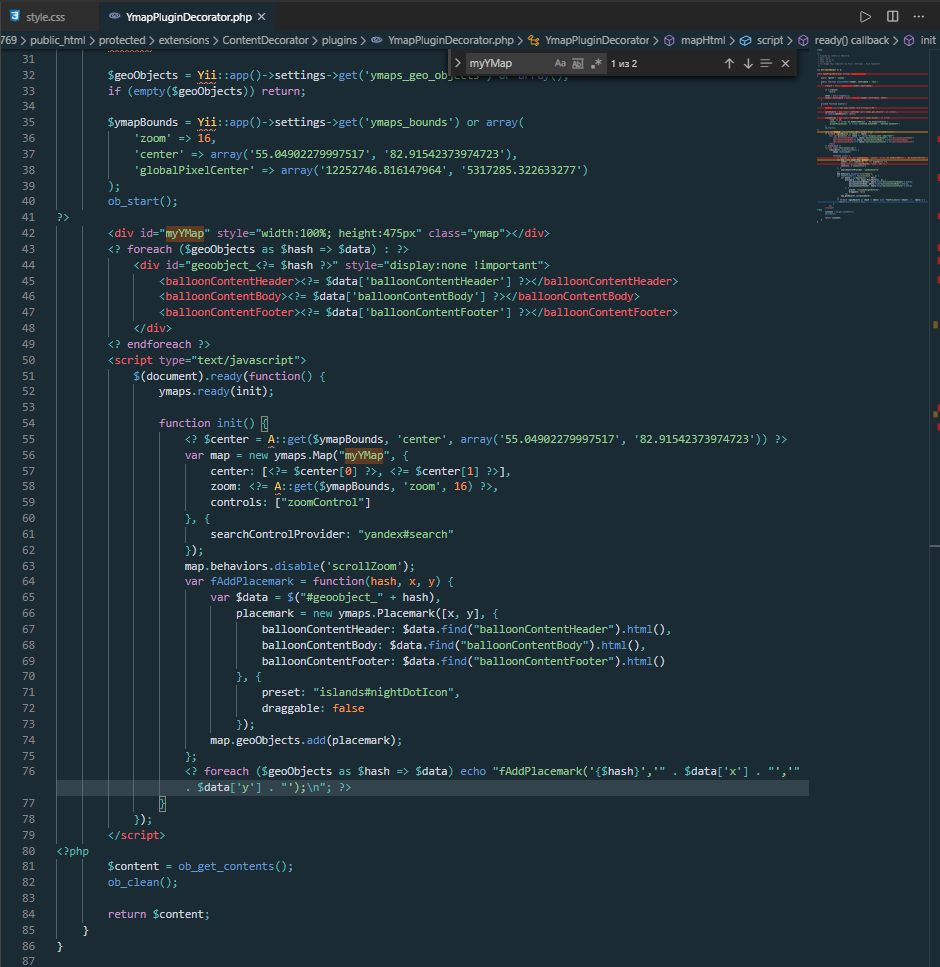 style.css
YmapPluginDecorator.php
769 > public_html > protected > extensions > ContentDecorator > plugins > YmapPluginDecorator.php > YmapPluginDecorator > mapHtml > script > ready() callback > init
myYMap Aa ab 1 из 2
31
32 $geoObjects = Yii::app()->settings->get('ymaps_geo_objects') or array();
33 if (empty($geoObjects)) return;
34
35 $ymapBounds = Yii::app()->settings->get('ymaps_bounds') or array(
36 'zoom' => 16,
37 'center' => array('55.04902279997517', '82.91542373974723'),
38 'globalPixelCenter' => array('12252746.816147964', '5317285.322633277')
39 );
40 ob_start();
41 ?>
42 <div id="myYMap" style="width:100%; height:475px" class="ymap"></div>
43 <? foreach ($geoObjects as $hash => $data) : ?>
44 <div id="geoobject_<?= $hash ?>" style="display:none !important">
45 <balloonContentHeader><?= $data['balloonContentHeader'] ?></balloonContentHeader>
46 <balloonContentBody><?= $data['balloonContentBody'] ?></balloonContentBody>
47 <balloonContentFooter><?= $data['balloonContentFooter'] ?></balloonContentFooter>
48 </div>
49 <? endforeach ?>
50 <script type="text/javascript">
51 $(document).ready(function() {
52 ymaps.ready(init);
53
54 function init() {
55 <? $center = A::get($ymapBounds, 'center', array('55.04902279997517', '82.91542373974723')) ?>
56 var map = new ymaps.Map("myYMap", {
57 center: [<?= $center[0] ?>, <?= $center[1] ?>],
58 zoom: <?= A::get($ymapBounds, 'zoom', 16) ?>,
59 controls: ["zoomControl"]
60 }, {
61 searchControlProvider: "yandex#search"
62 });
63 map.behaviors.disable('scrollZoom');
64 var fAddPlacemark = function(hash, x, y) {
65 var $data = $("#geoobject_" + hash),
66 placemark = new ymaps.Placemark([x, y], {
67 balloonContentHeader: $data.find("balloonContentHeader").html(),
68 balloonContentBody: $data.find("balloonContentBody").html(),
69 balloonContentFooter: $data.find("balloonContentFooter").html()
70 }, {
71 preset: "islands#nightDotIcon",
72 draggable: false
73 });
74 map.geoObjects.add(placemark);
75 };
76 <? foreach ($geoObjects as $hash => $data) echo "fAddPlacemark('{$hash}','" . $data['x'] . "','"
. $data['y'] . "');\n"; ?>
77 }
78 });
79 </script>
80 <?php
81 $content = ob_get_contents();
82 ob_clean();
83
84 return $content;
85 }
86 }
87